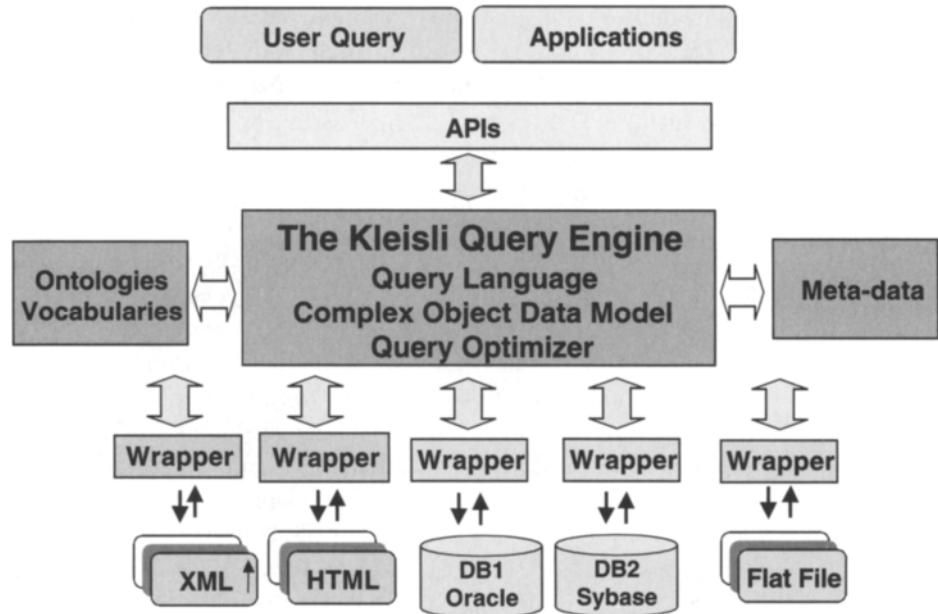 User Query
Applications
APIs
The Kleisli Query Engine
Query Language
Complex Object Data Model
Query Optimizer
Ontologies
Vocabularies
Meta-data
Wrapper
Wrapper
Wrapper
Wrapper
Wrapper
XML
HTML
DB1
Oracle
DB2
Sybase
Flat File